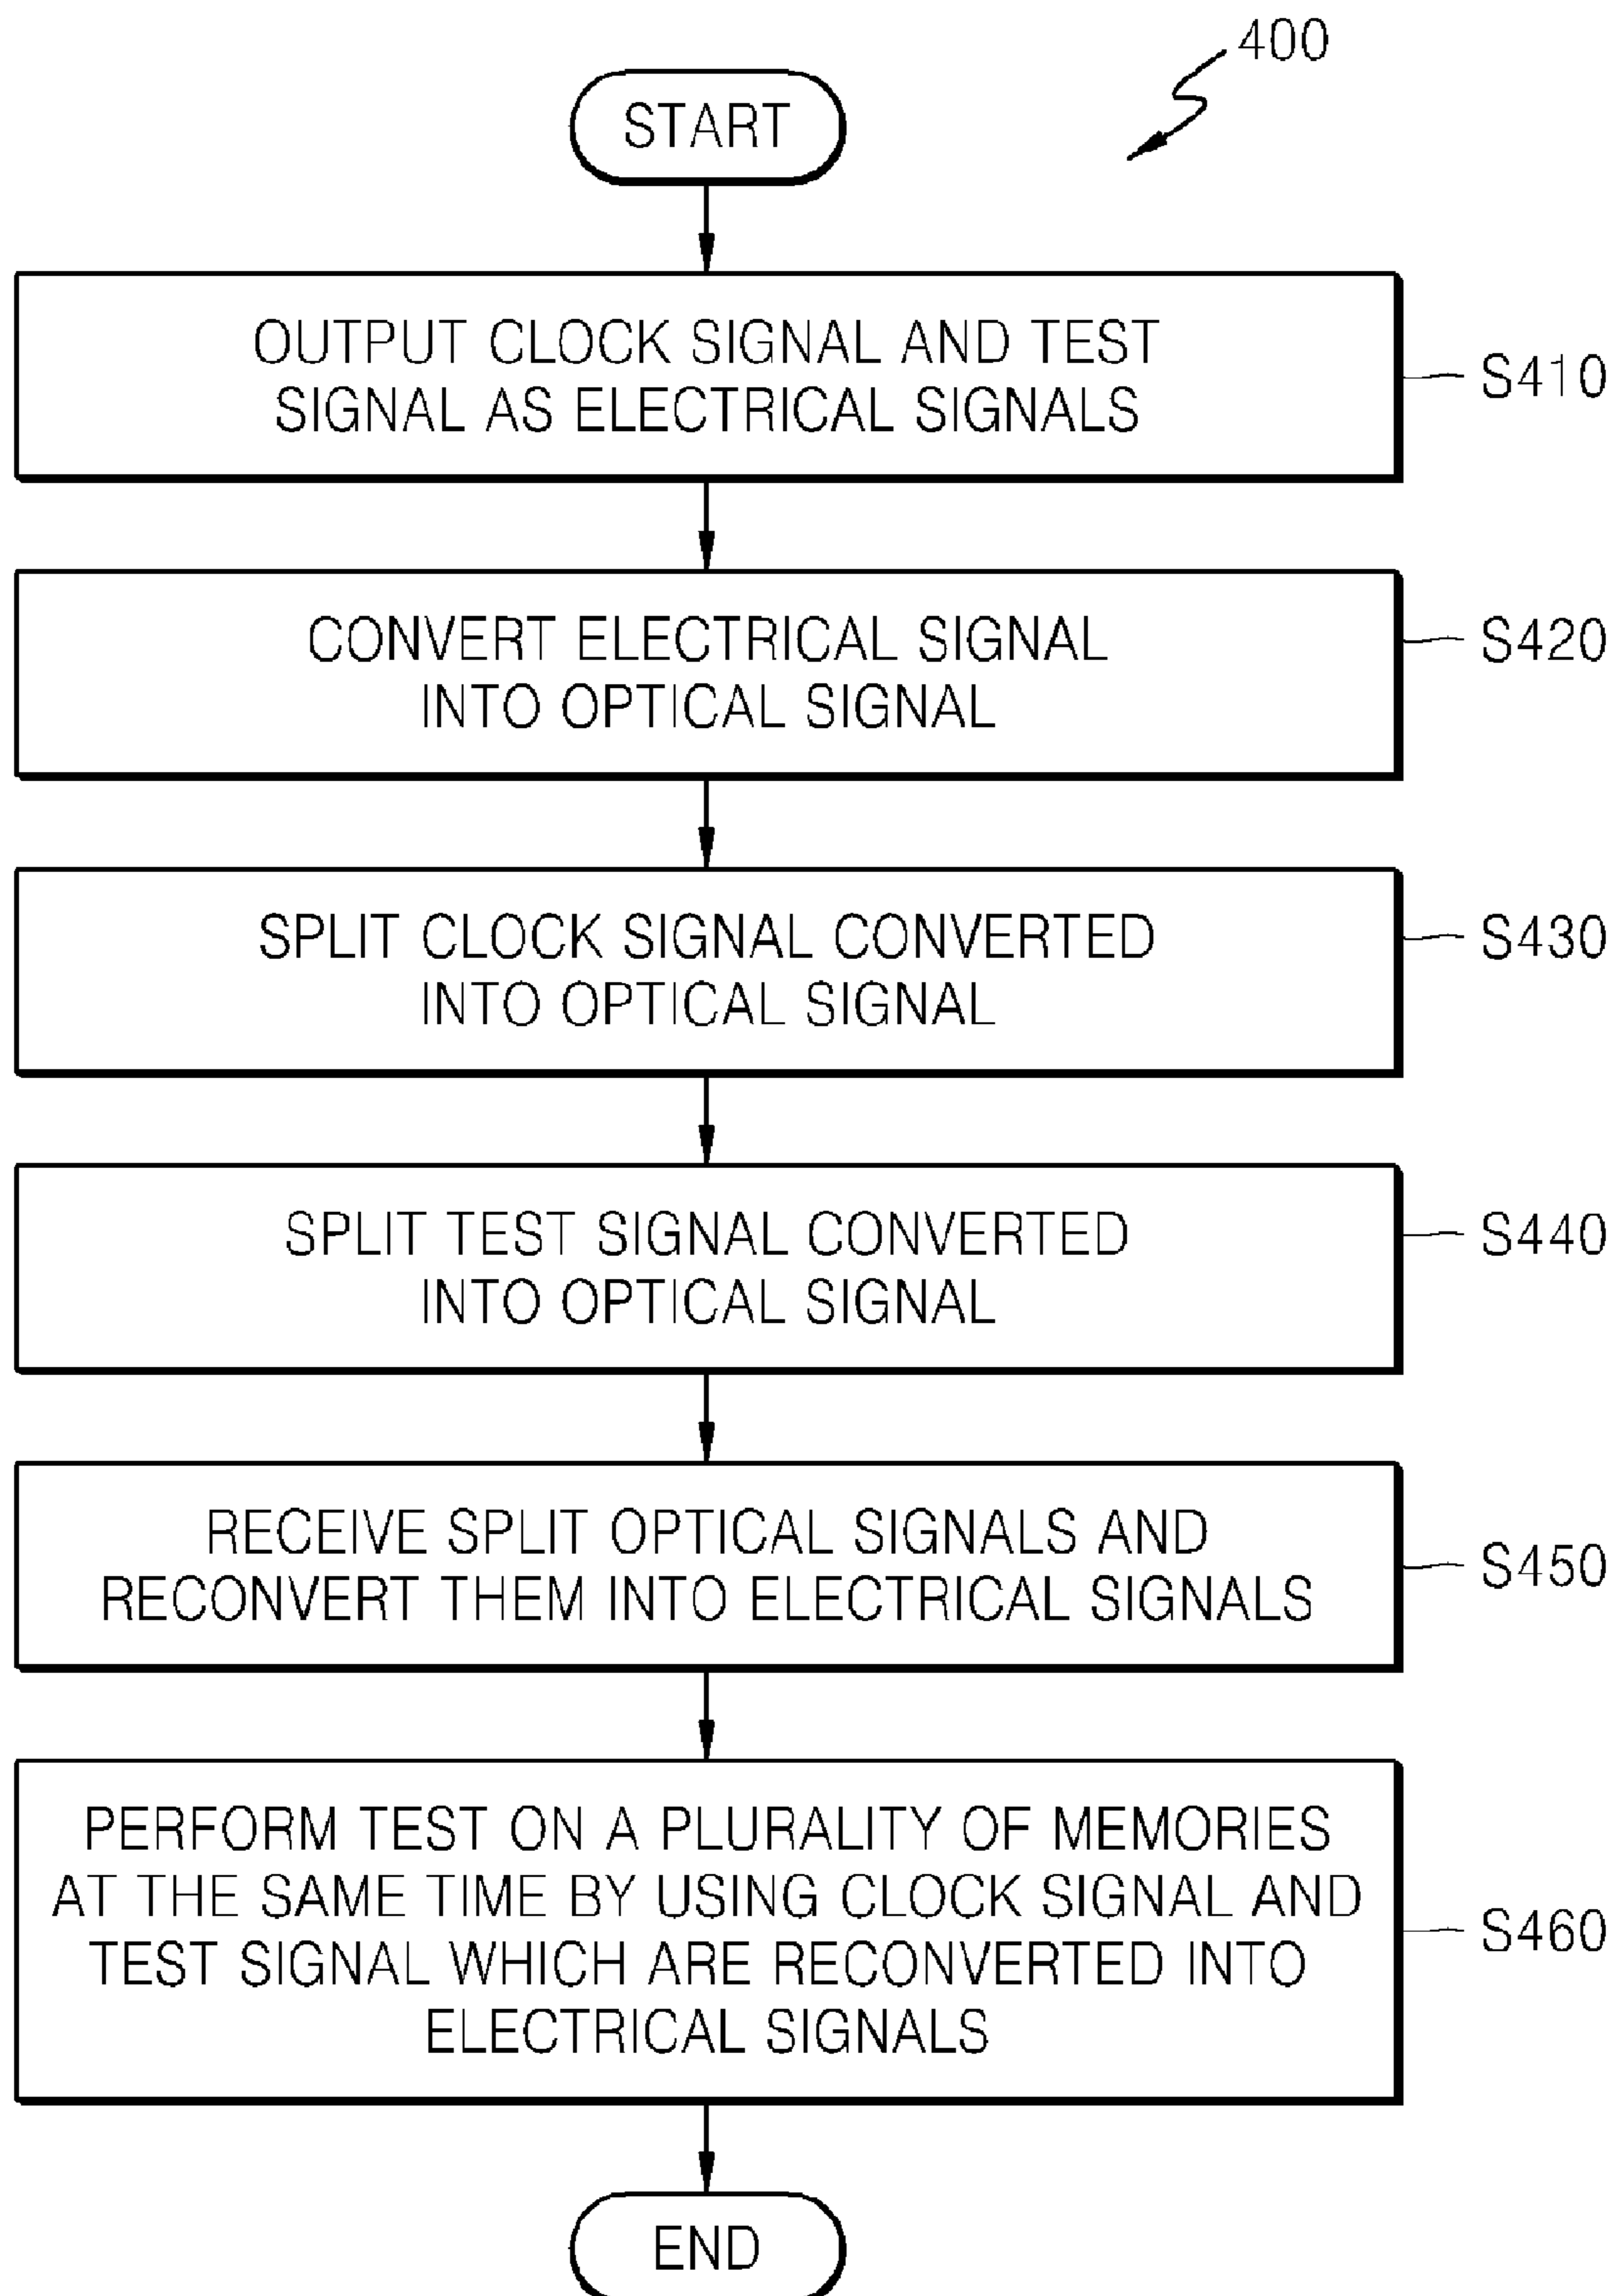 400
START
OUTPUT CLOCK SIGNAL AND TEST
SIGNAL AS ELECTRICAL SIGNALS
S410
CONVERT ELECTRICAL SIGNAL
INTO OPTICAL SIGNAL
S420
SPLIT CLOCK SIGNAL CONVERTED
INTO OPTICAL SIGNAL
S430
SPLIT TEST SIGNAL CONVERTED
INTO OPTICAL SIGNAL
S440
RECEIVE SPLIT OPTICAL SIGNALS AND
RECONVERT THEM INTO ELECTRICAL SIGNALS
S450
PERFORM TEST ON A PLURALITY OF MEMORIES
AT THE SAME TIME BY USING CLOCK SIGNAL AND
TEST SIGNAL WHICH ARE RECONVERTED INTO
ELECTRICAL SIGNALS
S460
END